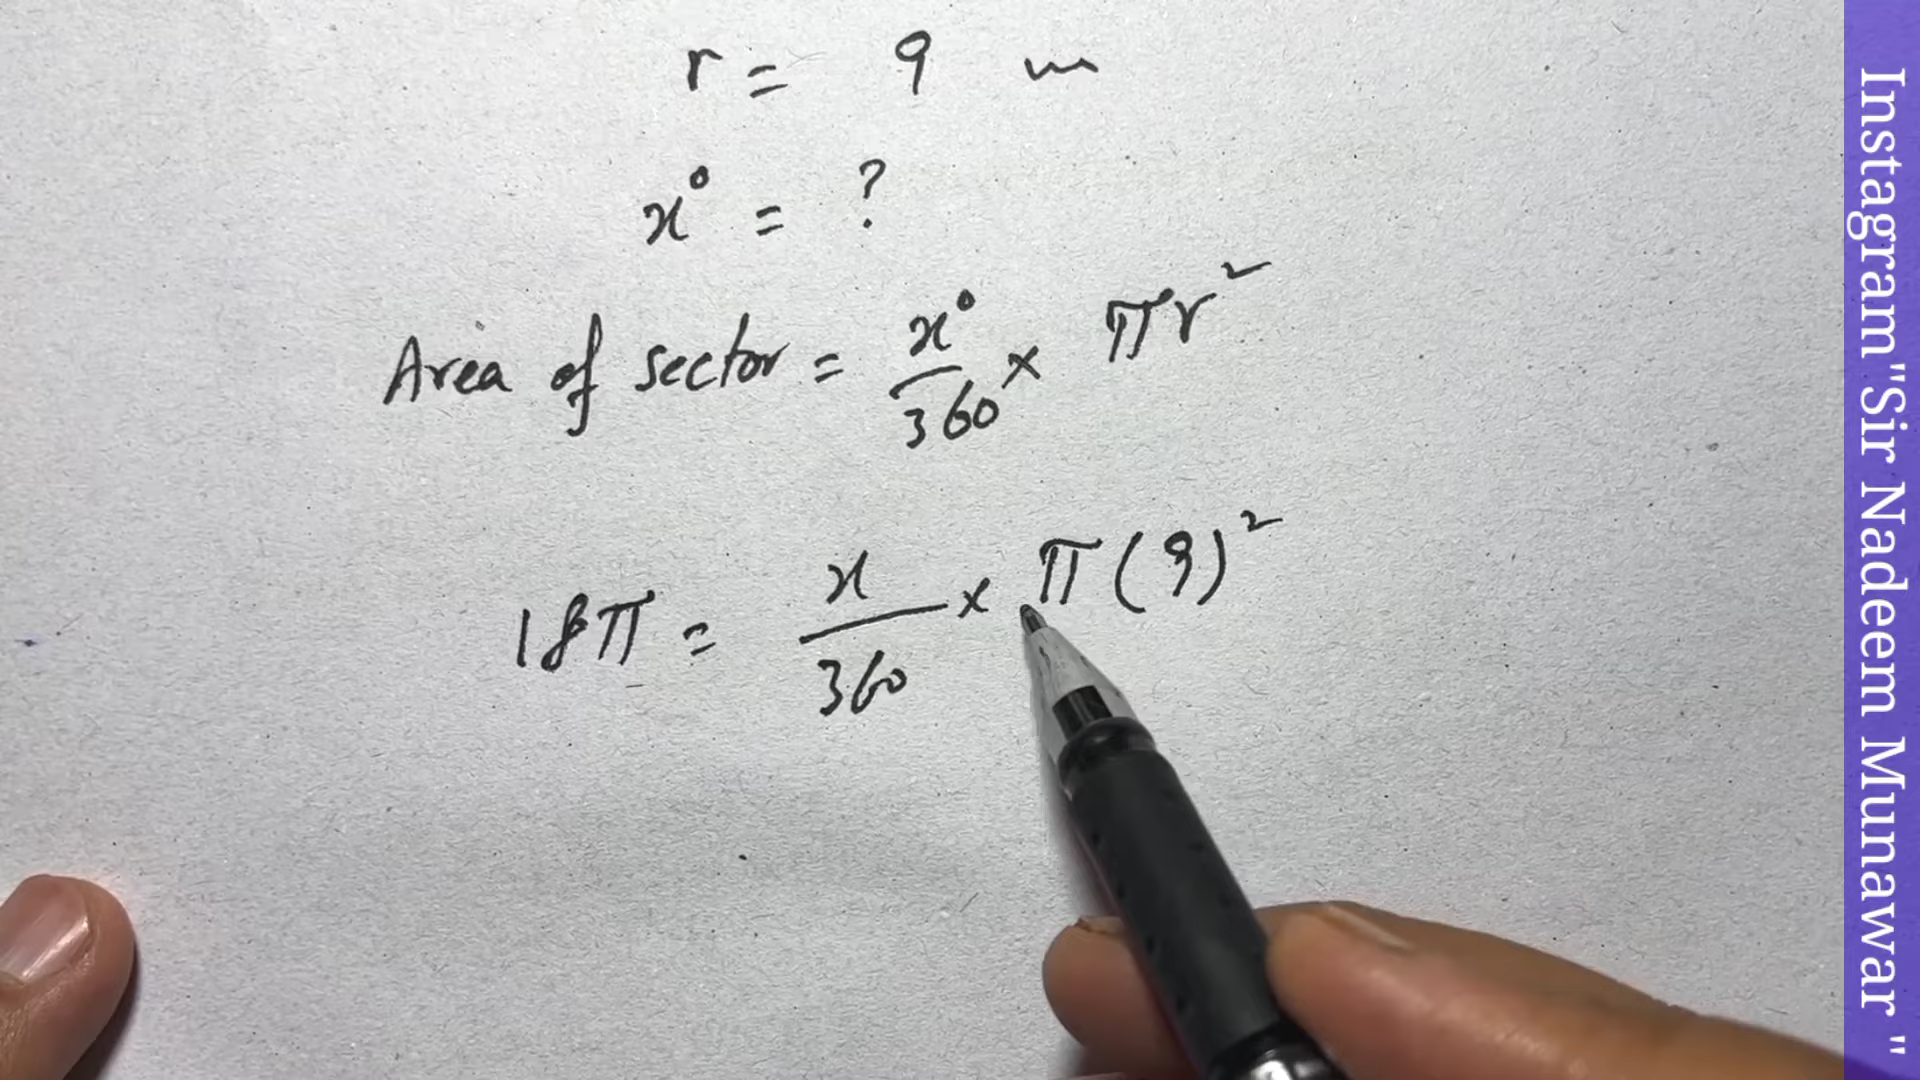 r = 9 m
x° = ?
Area of sector = x°/360 × πr²
18π = x/360 × π(9)²
Instagram"Sir Nadeem Munawar"